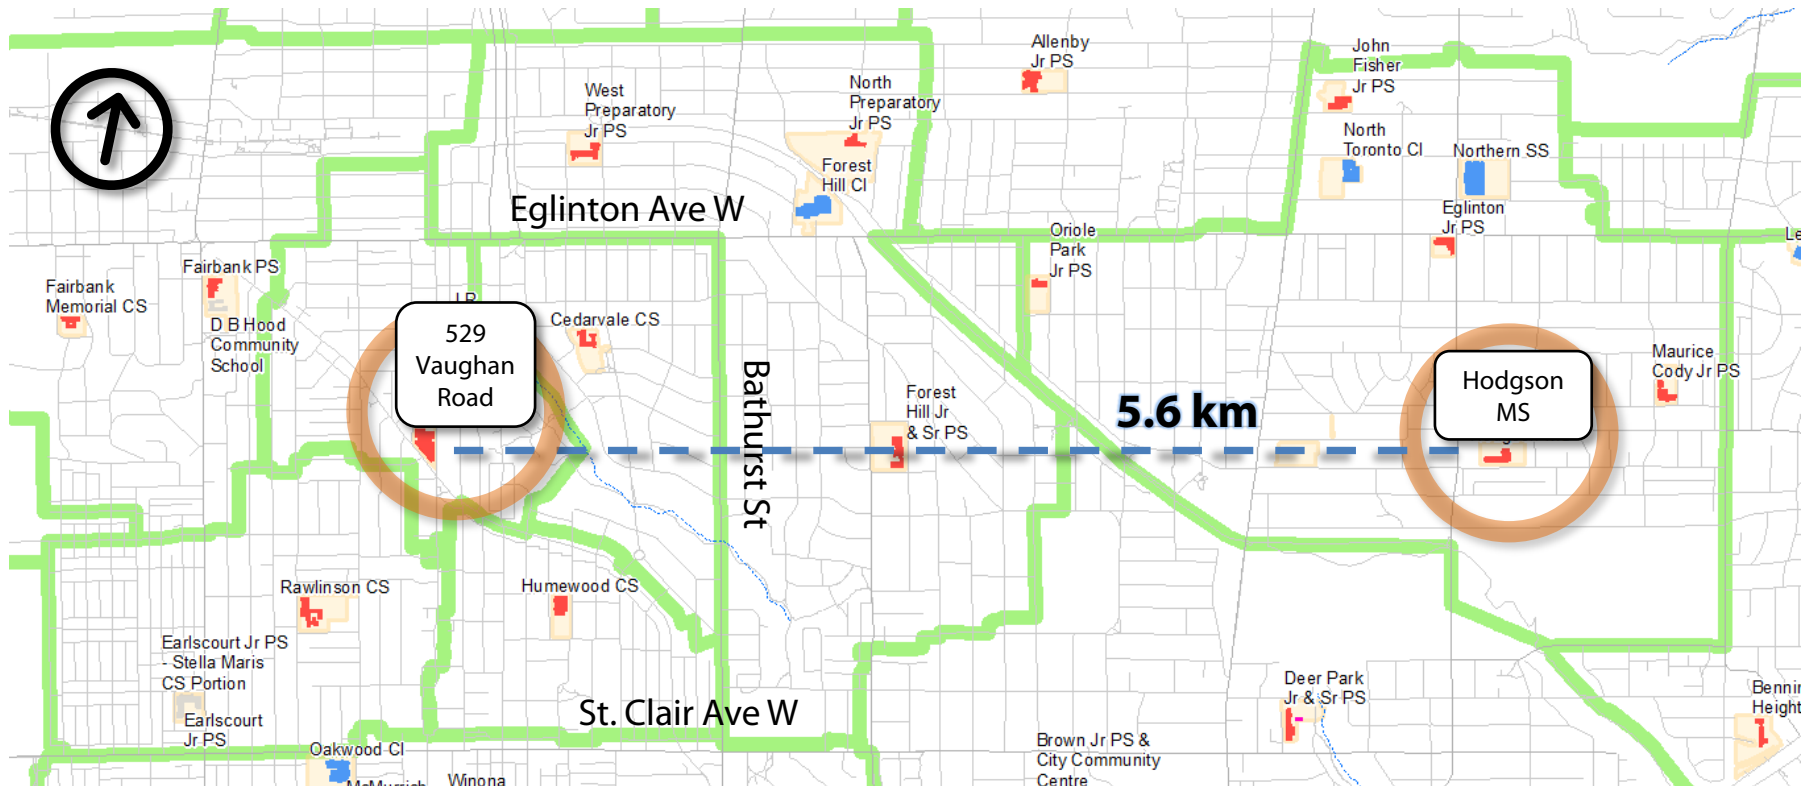 Allenby
Jr PS
John
Fisher
Jr PS
West
Preparatory
Jr PS
North
Preparatory
Jr PS
North
Toronto CI
Northern SS
Forest
Hill CI
Eglinton Ave W
Eglinton
Jr PS
Oriole
Park
Jr PS
Le
Fairbank PS
Fairbank
Memorial CS
D B Hood
Community
School
529
Vaughan
Road
Cedarvale CS
Bathurst St
Forest
Hill Jr
& Sr PS
5.6 km
Hodgson
MS
Maurice
Cody Jr PS
Rawlinson CS
Humewood CS
Earlscourt Jr PS
- Stella Maris
CS Portion
Earlscourt
Jr PS
St. Clair Ave W
Deer Park
Jr & Sr PS
Bennin
Height
Oakwood CI
McMurrich
Winona
Brown Jr PS &
City Community
Centre